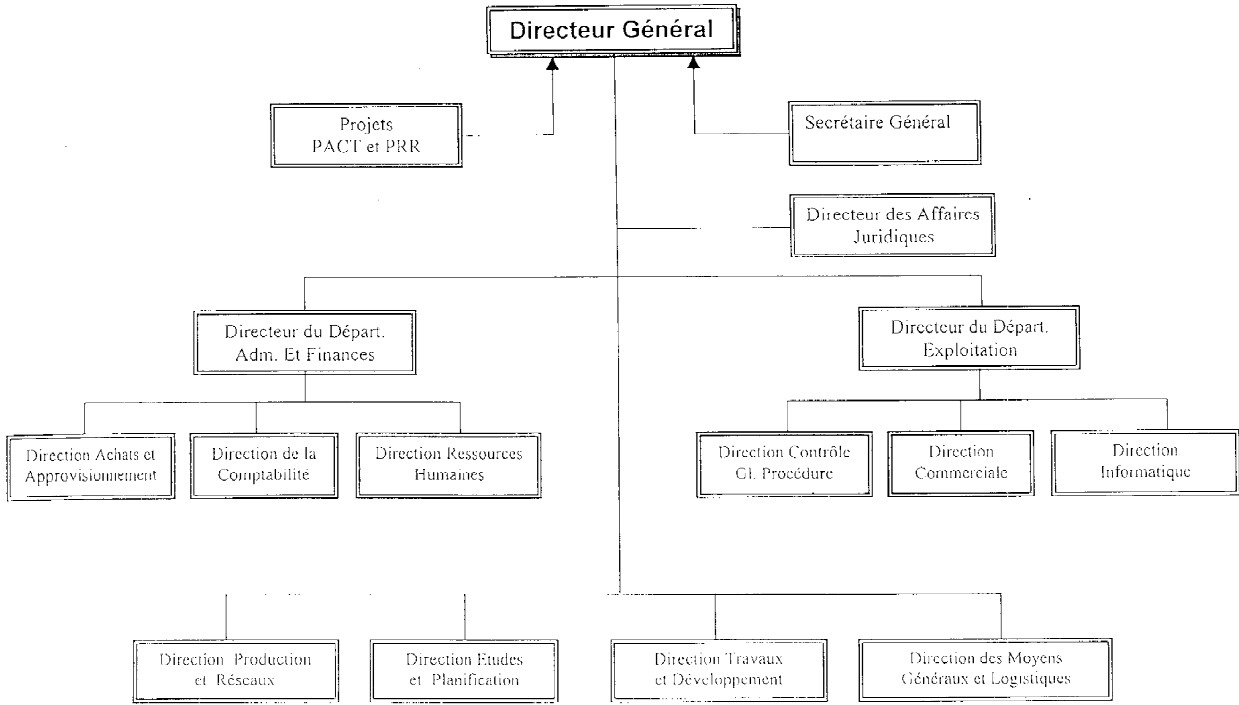 Directeur Général
Projets
PACT et PRR
Secrétaire Général
Directeur des Affaires
Juridiques
Directeur du Départ.
Adm. Et Finances
Directeur du Départ.
Exploitation
Direction Achats et
Approvisionnement
Direction de la
Comptabilité
Direction Ressources
Humaines
Direction Contrôle
Gl. Procédure
Direction
Commerciale
Direction
Informatique
Direction Production
et Réseaux
Direction Etudes
et Planification
Direction Travaux
et Développement
Direction des Moyens
Généraux et Logistiques